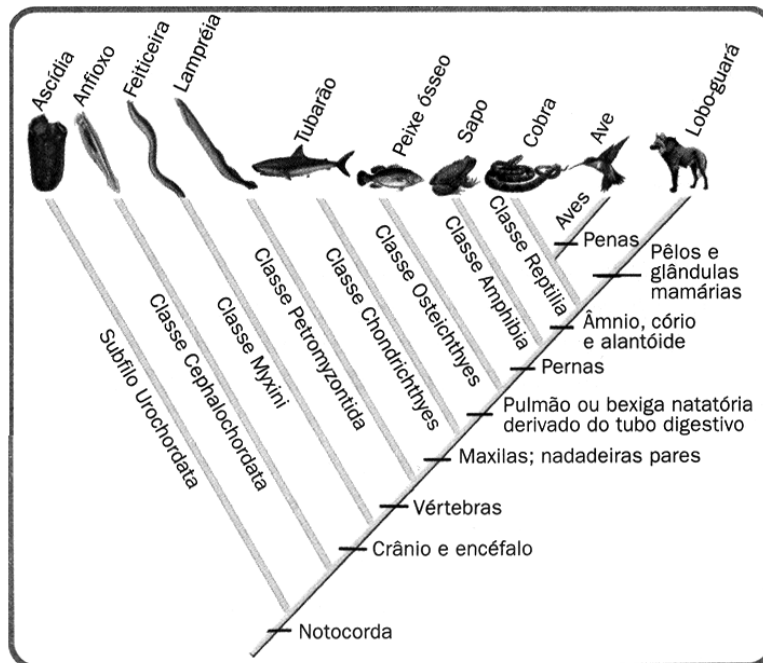 Ascídia
Anfioxo
Feiticeira
Lampréia
Tubarão
Peixe ósseo
Sapo
Cobra
Ave
Lobo-guará
Subfilo Urochordata
Classe Cephalochordata
Classe Myxini
Classe Petromyzontida
Classe Chondrichthyes
Classe Osteichthyes
Classe Amphibia
Classe Reptilia
Aves
Penas
Pêlos e
glândulas
mamárias
Âmnio, cório
e alantóide
Pernas
Pulmão ou bexiga natatória
derivado do tubo digestivo
Maxilas; nadadeiras pares
Vértebras
Crânio e encéfalo
Notocorda